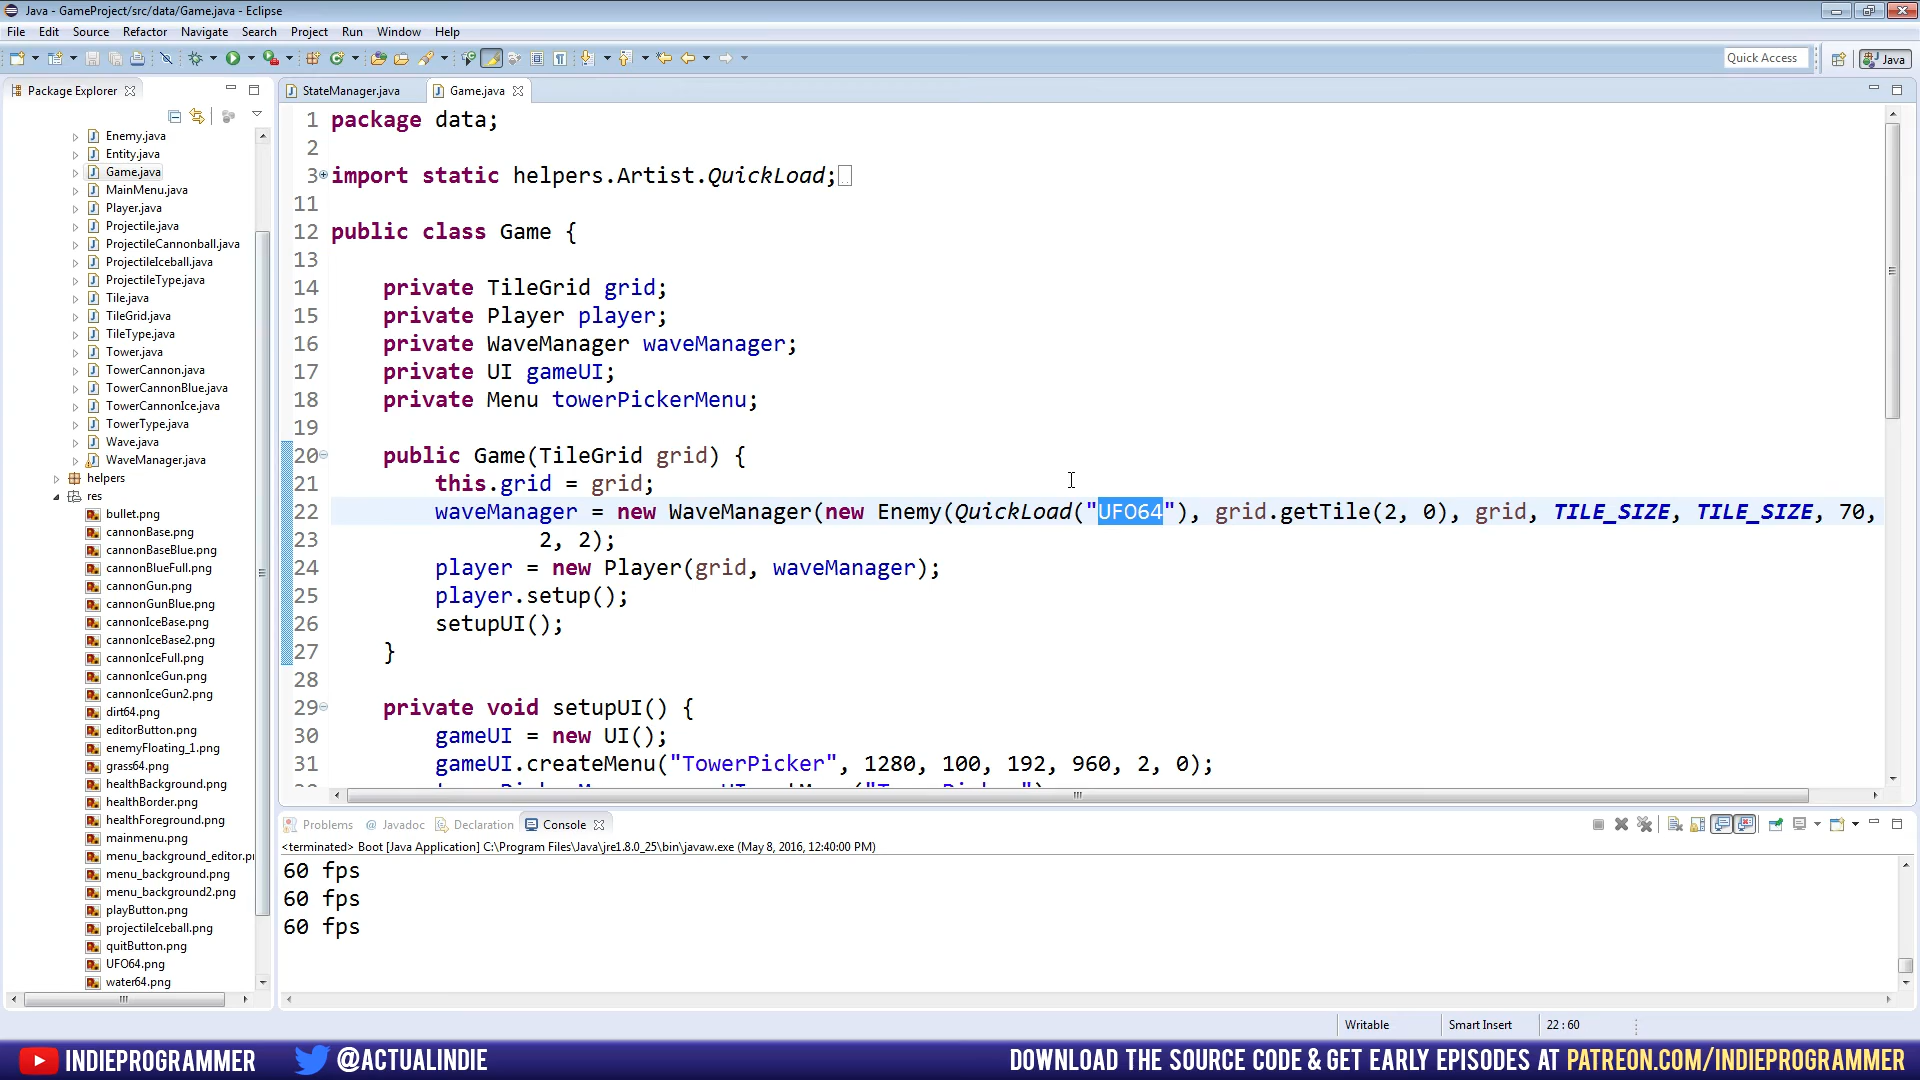 Java - GameProject/src/data/Game.java - Eclipse
File Edit Source Refactor Navigate Search Project Run Window Help
Quick Access
Java
Package Explorer
StateManager.java
Game.java
Enemy.java
Entity.java
Game.java
MainMenu.java
Player.java
Projectile.java
ProjectileCannonball.java
ProjectileIceball.java
ProjectileType.java
Tile.java
TileGrid.java
TileType.java
Tower.java
TowerCannon.java
TowerCannonBlue.java
TowerCannonIce.java
TowerType.java
Wave.java
WaveManager.java
helpers
res
bullet.png
cannonBase.png
cannonBaseBlue.png
cannonBlueFull.png
cannonGun.png
cannonGunBlue.png
cannonIceBase.png
cannonIceBase2.png
cannonIceFull.png
cannonIceGun.png
cannonIceGun2.png
dirt64.png
editorButton.png
enemyFloating_1.png
grass64.png
healthBackground.png
healthBorder.png
healthForeground.png
mainmenu.png
menu_background_editor.p
menu_background.png
menu_background2.png
playButton.png
projectileIceball.png
quitButton.png
UFO64.png
water64.png
1 package data;
2
3 import static helpers.Artist.QuickLoad;
11
12 public class Game {
13
14 private TileGrid grid;
15 private Player player;
16 private WaveManager waveManager;
17 private UI gameUI;
18 private Menu towerPickerMenu;
19
20 public Game(TileGrid grid) {
21 this.grid = grid;
22 waveManager = new WaveManager(new Enemy(QuickLoad("UFO64"), grid.getTile(2, 0), grid, TILE_SIZE, TILE_SIZE, 70,
23 2, 2);
24 player = new Player(grid, waveManager);
25 player.setup();
26 setupUI();
27 }
28
29 private void setupUI() {
30 gameUI = new UI();
31 gameUI.createMenu("TowerPicker", 1280, 100, 192, 960, 2, 0);
Problems @ Javadoc Declaration Console
<terminated> Boot [Java Application] C:\Program Files\Java\jre1.8.0_25\bin\javaw.exe (May 8, 2016, 12:40:00 PM)
60 fps
60 fps
60 fps
Writable Smart Insert 22 : 60
INDIEPROGRAMMER @ACTUALINDIE DOWNLOAD THE SOURCE CODE & GET EARLY EPISODES AT PATREON.COM/INDIEPROGRAMMER